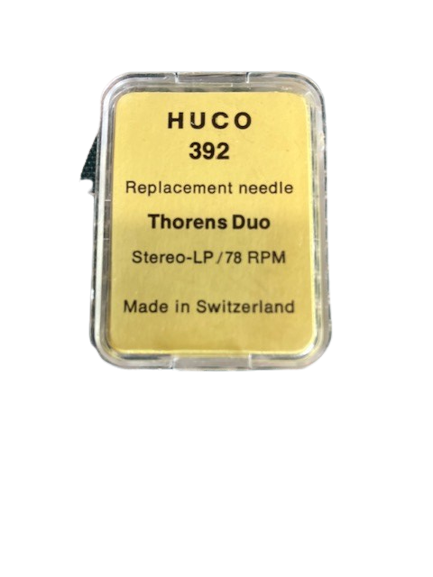 HUCO
392
Replacement needle
Thorens Duo
Stereo-LP/78 RPM
Made in Switzerland